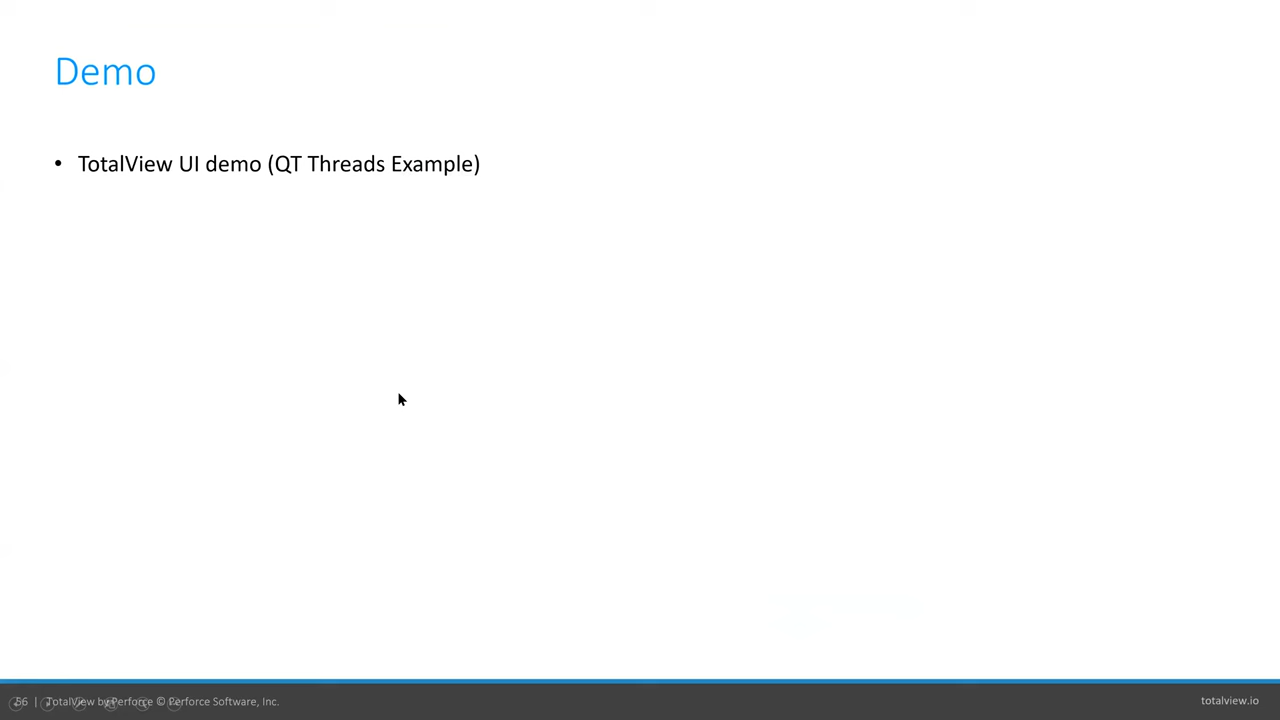 Demo
• TotalView UI demo (QT Threads Example)
56 | TotalView by Perforce © Perforce Software, Inc.
totalview.io